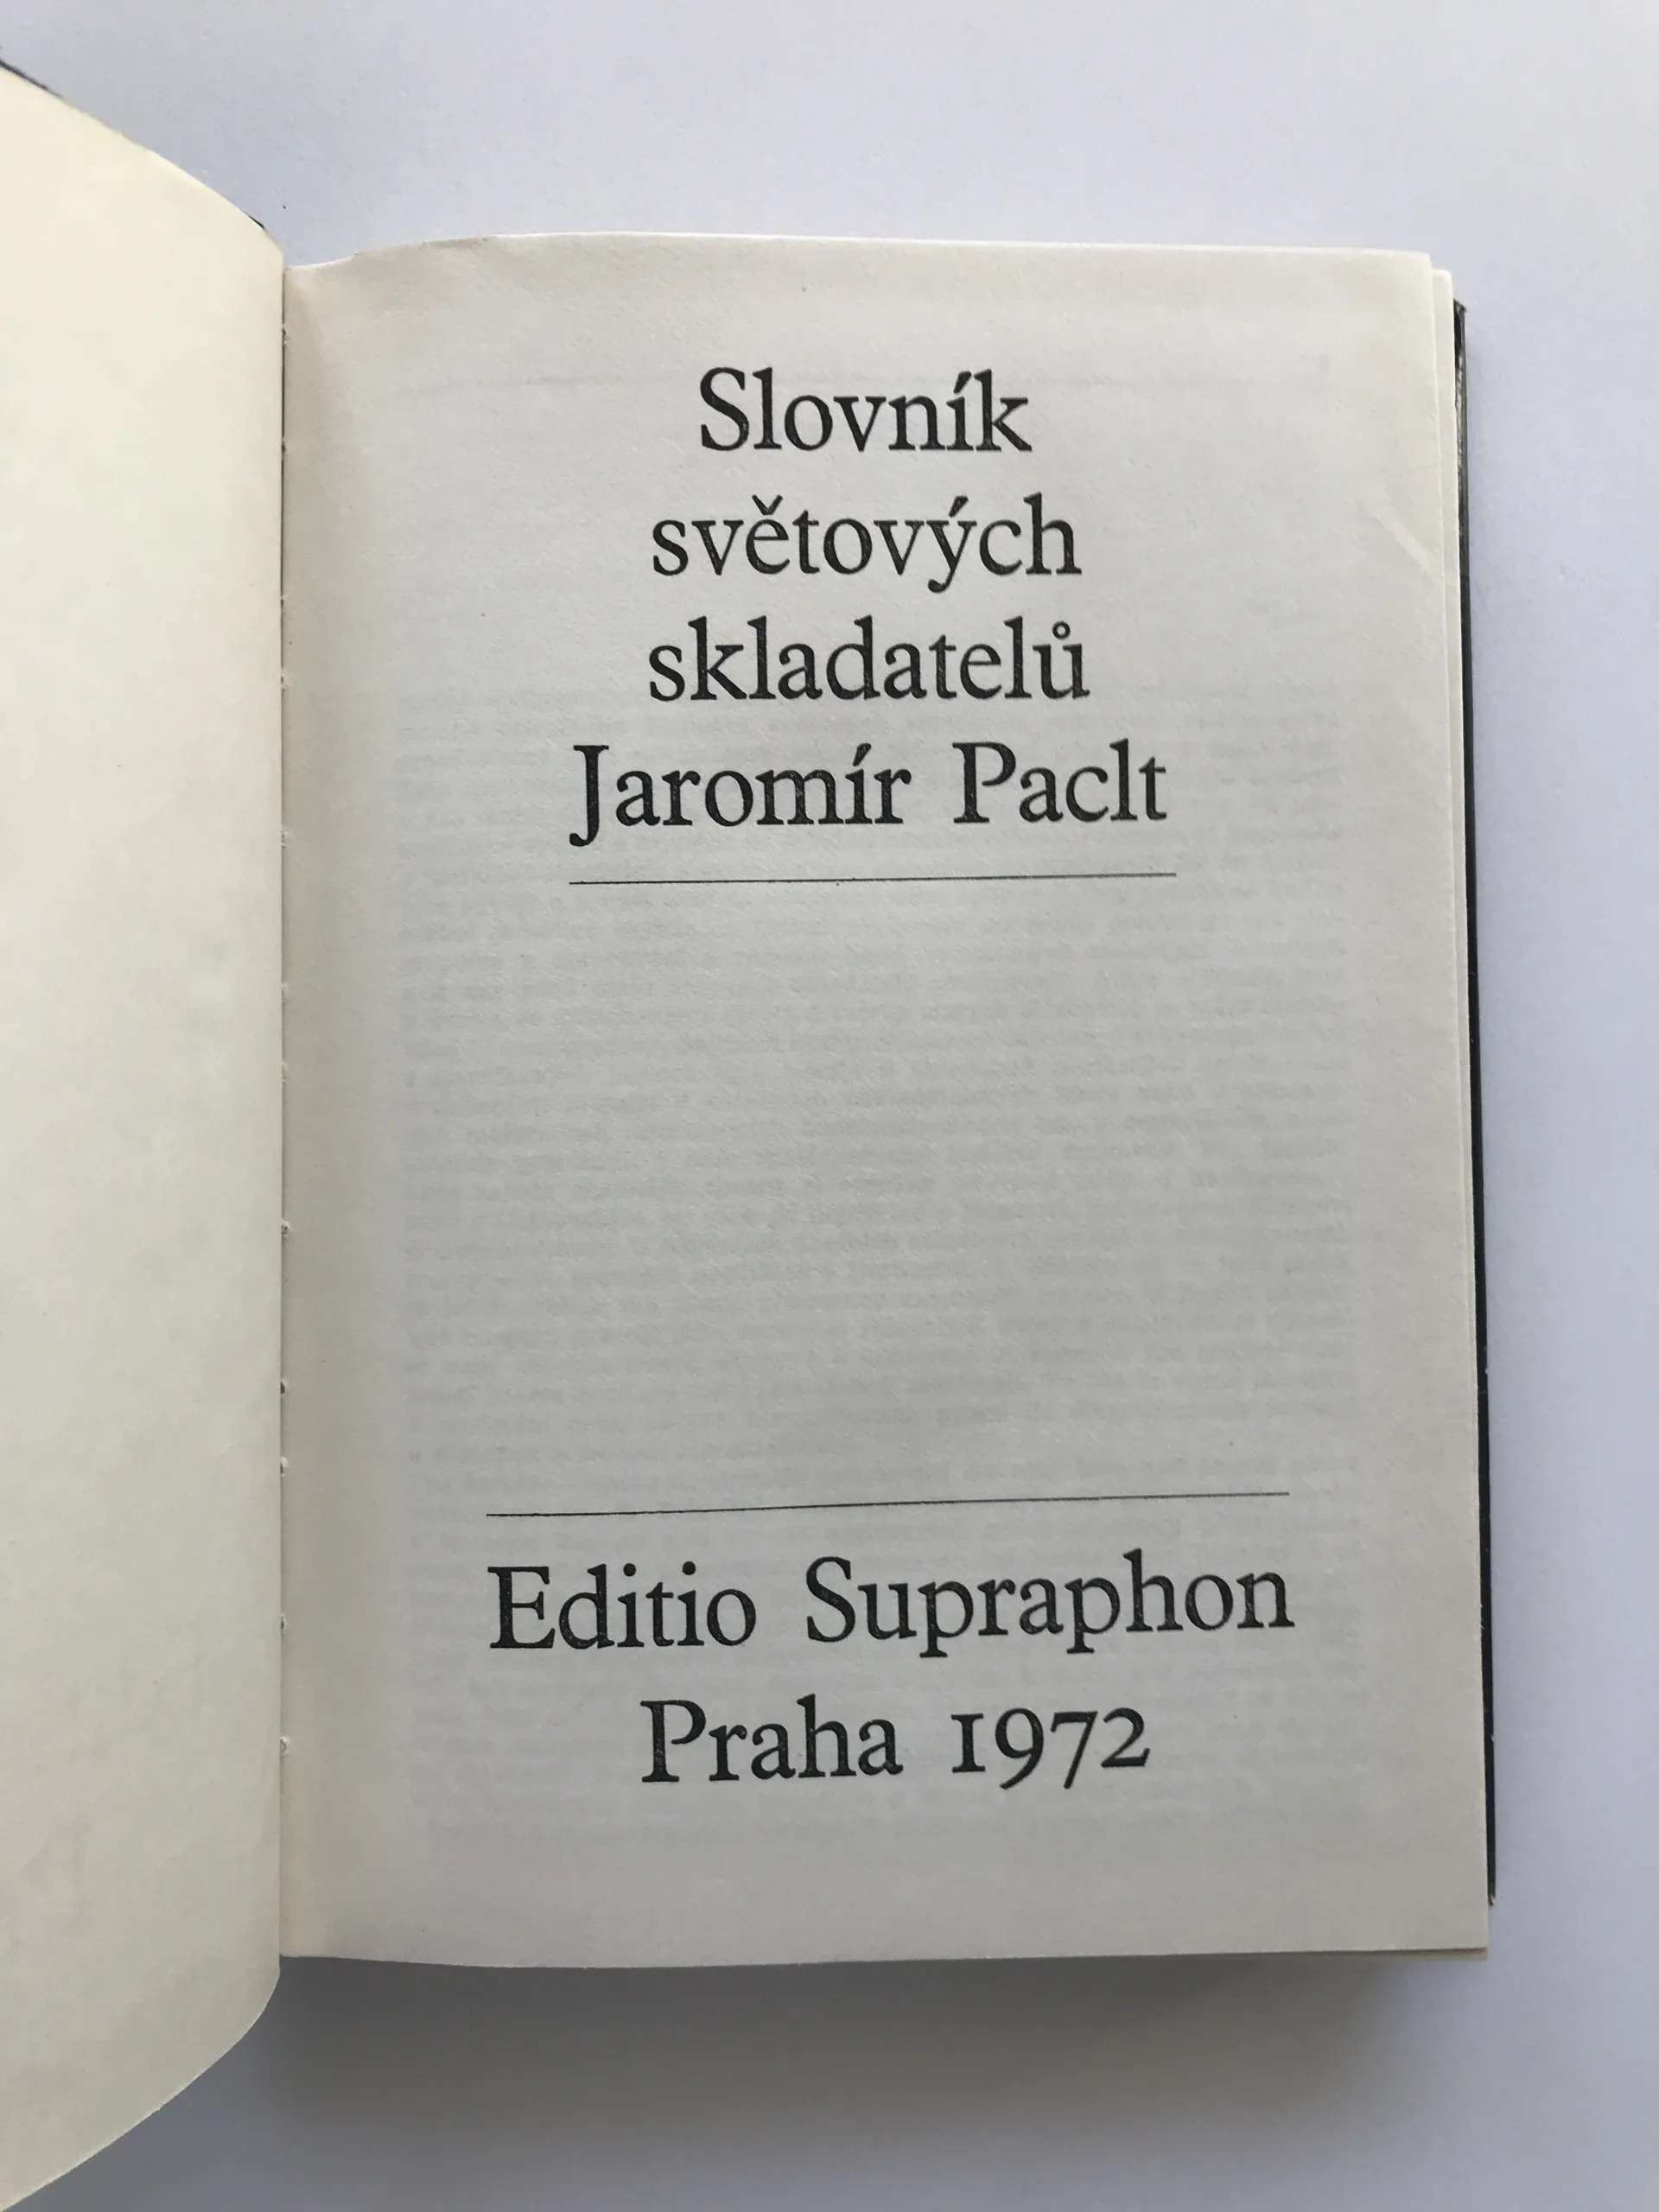 Slovník
světových
skladatelů
Jaromír Paclt
Editio Supraphon
Praha 1972